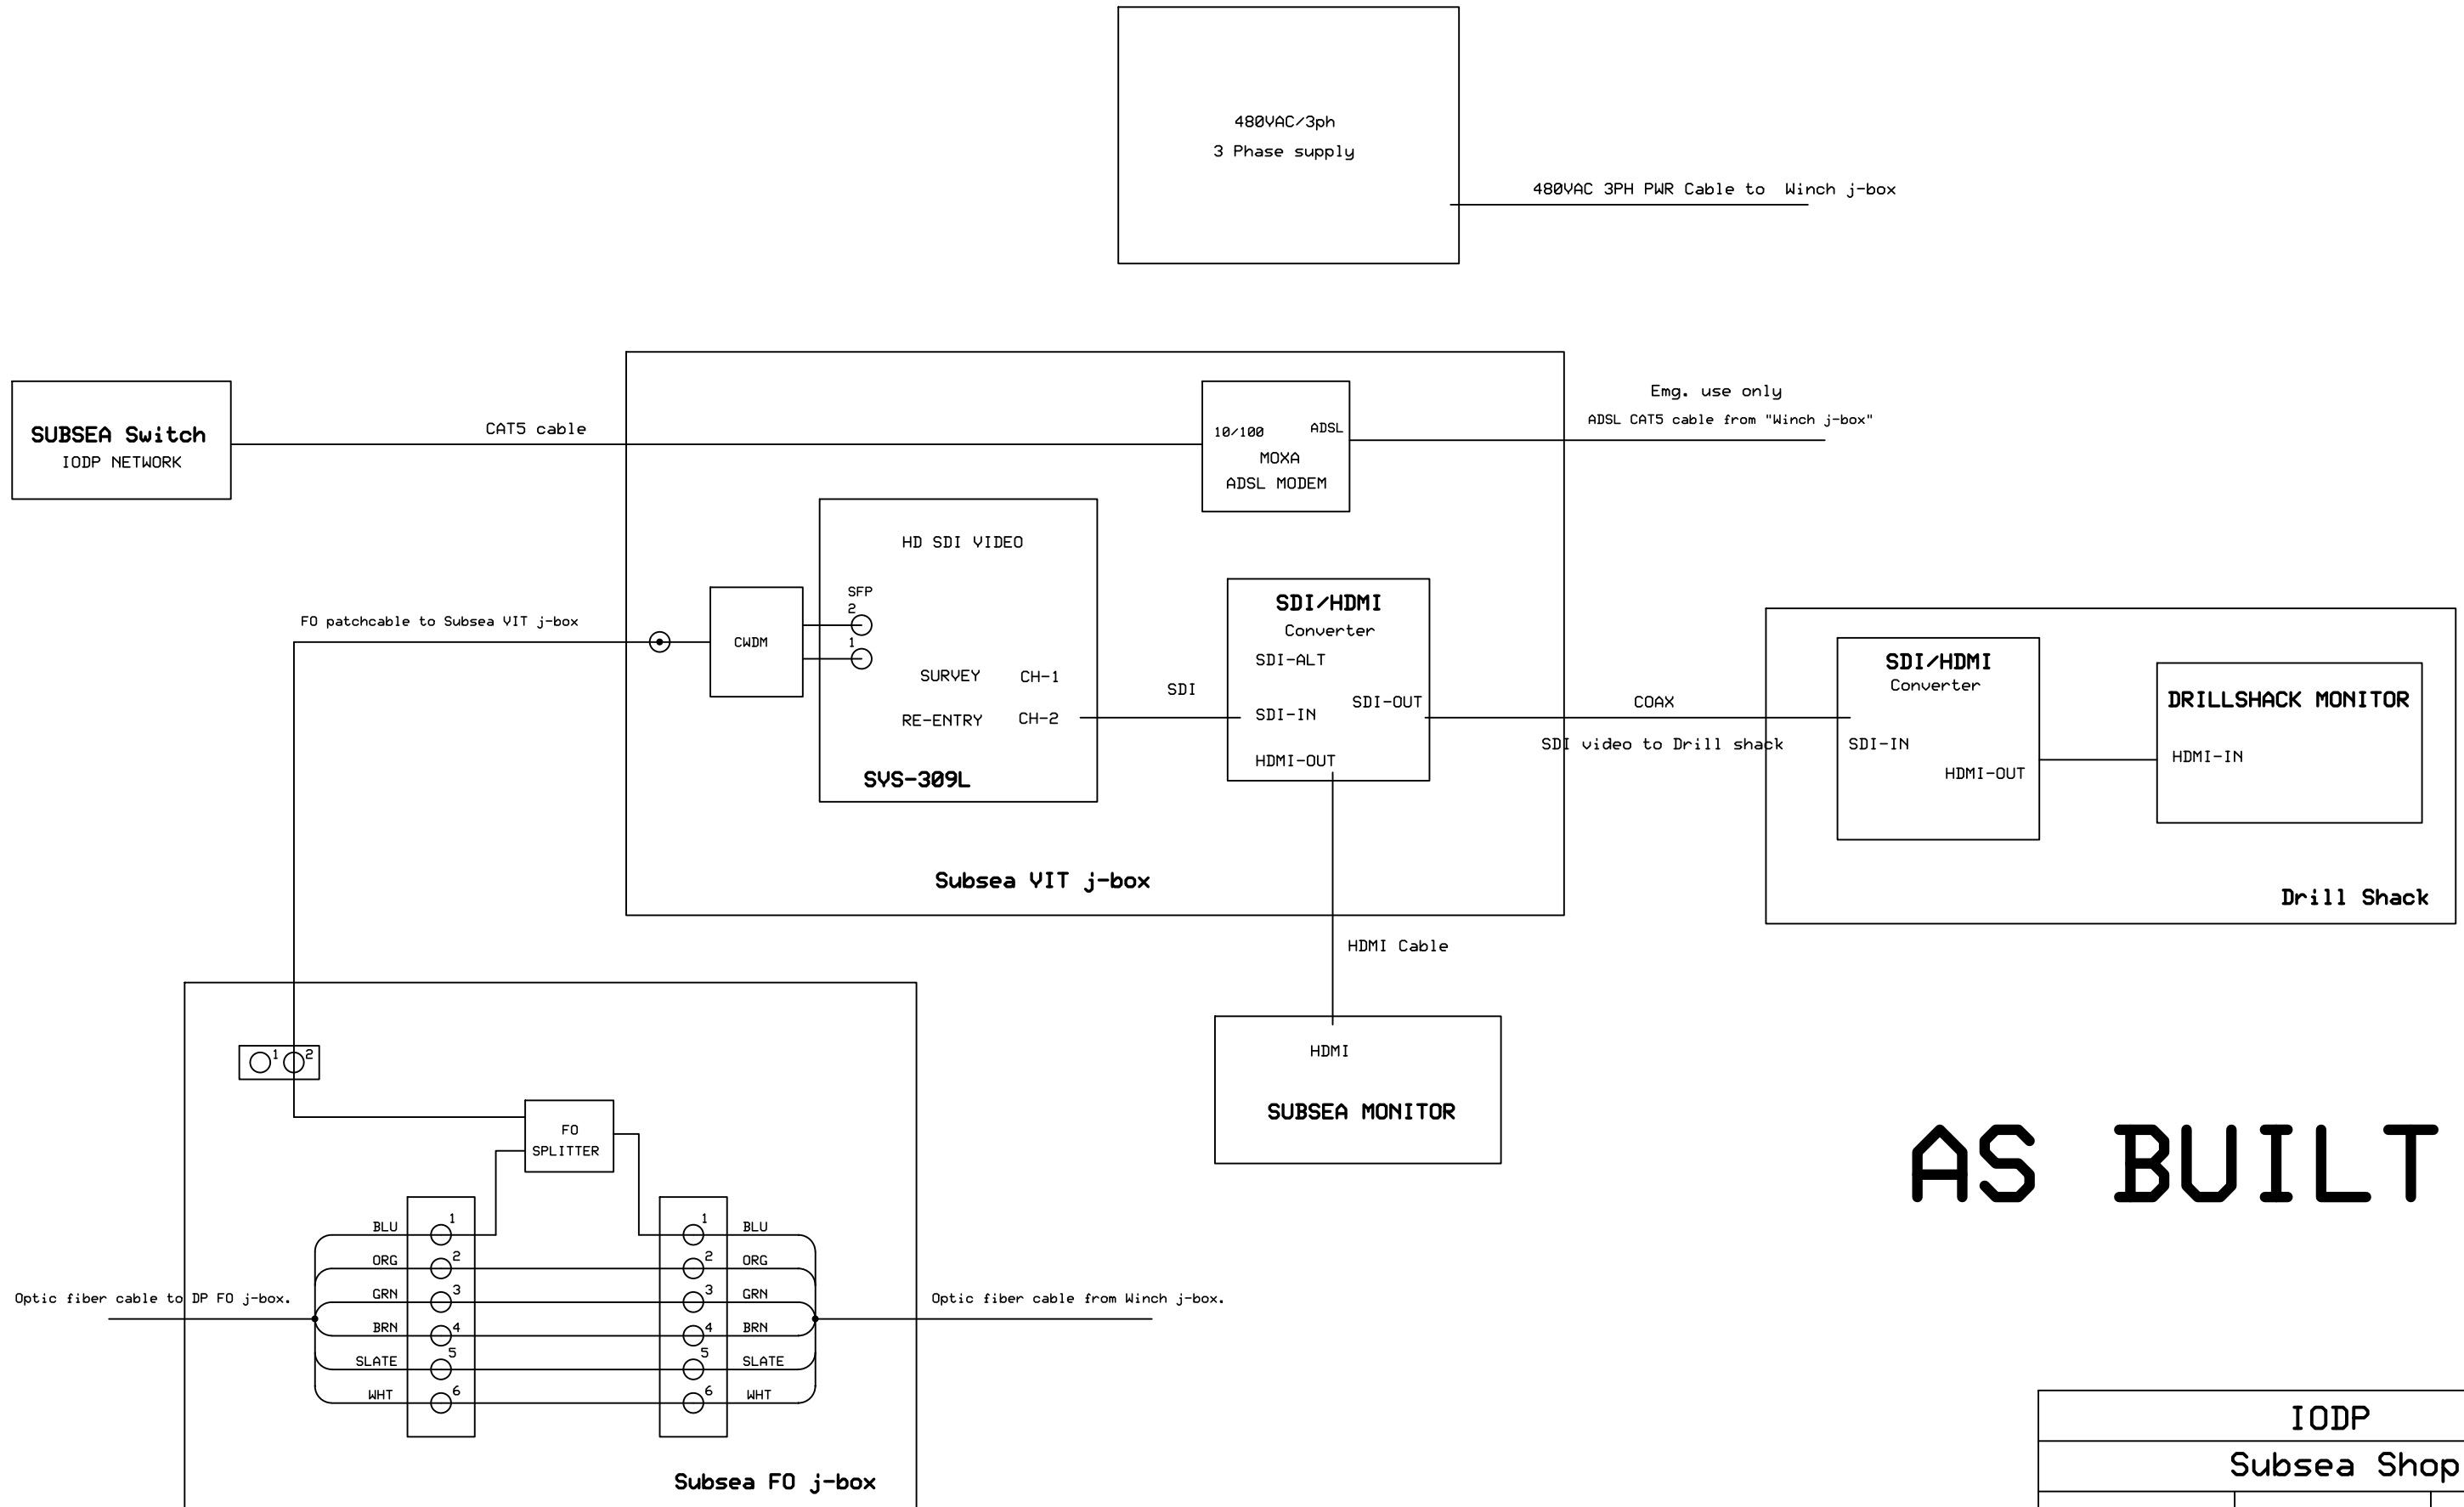 480VAC/3ph
3 Phase supply
480VAC 3PH PWR Cable to  Winch j-box
SUBSEA Switch
IODP NETWORK
CAT5 cable
10/100
ADSL
MOXA
ADSL MODEM
Emg. use only
ADSL CAT5 cable from "Winch j-box"
HD SDI VIDEO
SFP
2
1
CWDM
FO patchcable to Subsea VIT j-box
SURVEY
CH-1
RE-ENTRY
CH-2
SVS-309L
SDI
SDI/HDMI
Converter
SDI-ALT
SDI-IN
SDI-OUT
HDMI-OUT
COAX
SDI video to Drill shack
SDI/HDMI
Converter
SDI-IN
HDMI-OUT
DRILLSHACK MONITOR
HDMI-IN
Drill Shack
Subsea VIT j-box
HDMI Cable
HDMI
SUBSEA MONITOR
1
2
FO
SPLITTER
BLU
1
1
BLU
ORG
2
2
ORG
GRN
3
3
GRN
BRN
4
4
BRN
SLATE
5
5
SLATE
WHT
6
6
WHT
Optic fiber cable to DP FO j-box.
Optic fiber cable from Winch j-box.
Subsea FO j-box
AS BUILT
IODP
Subsea Shop